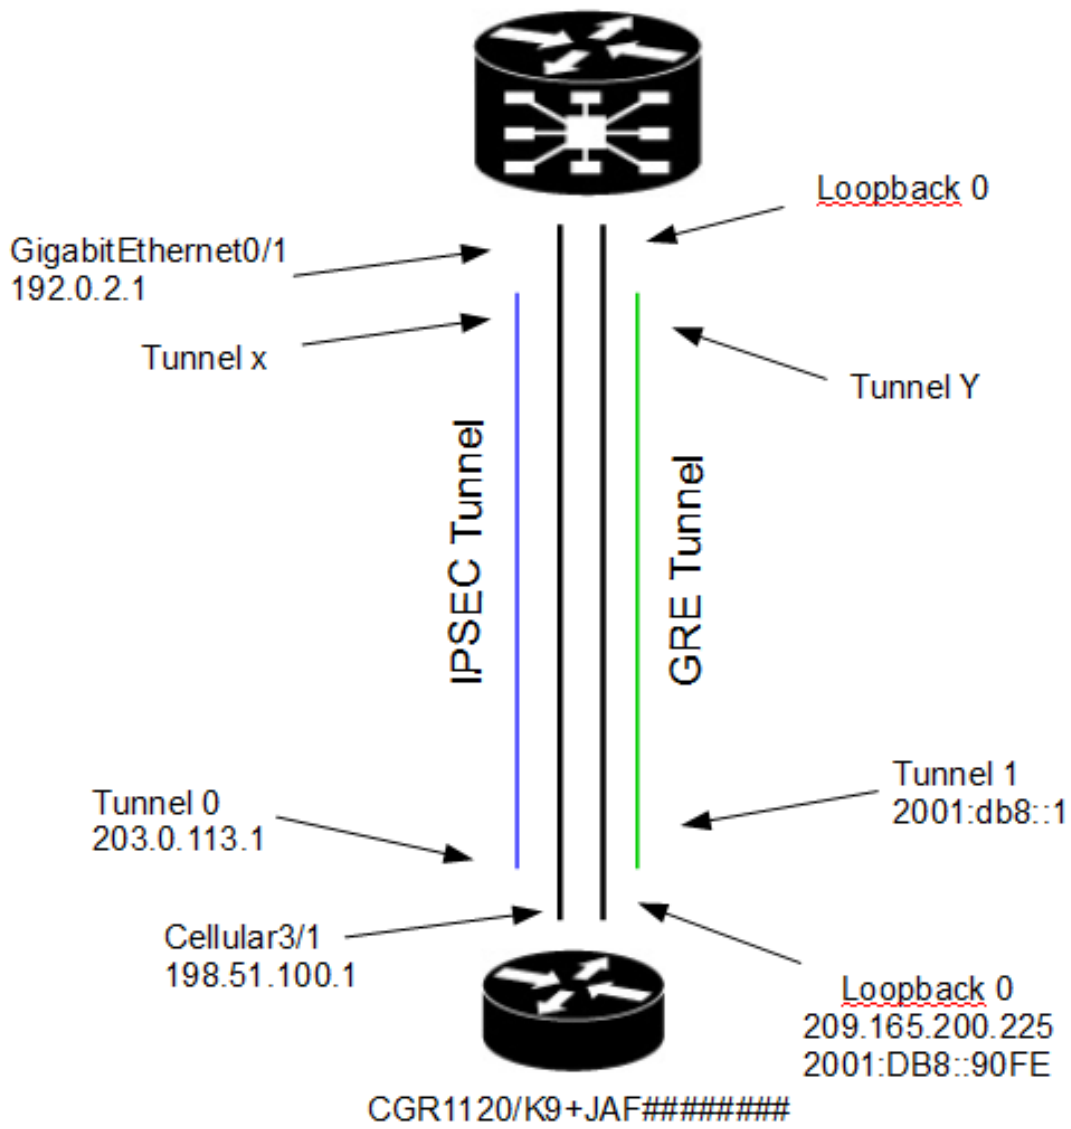 Loopback 0
GigabitEthernet0/1
192.0.2.1
Tunnel x
Tunnel Y
IPSEC Tunnel
GRE Tunnel
Tunnel 1
2001:db8::1
Tunnel 0
203.0.113.1
Cellular3/1
198.51.100.1
Loopback 0
209.165.200.225
2001:DB8::90FE
CGR1120/K9+JAF########